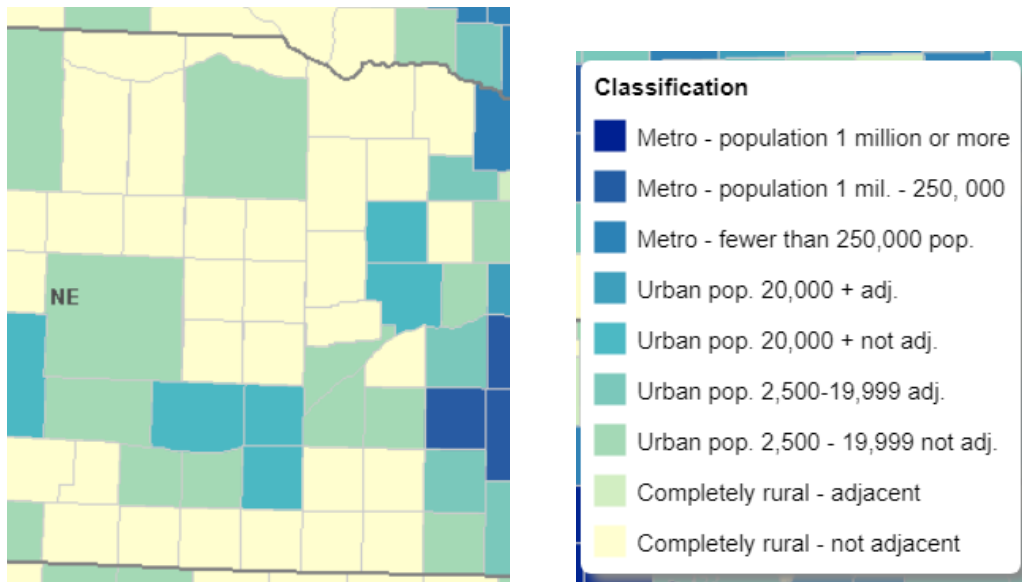 NE
Classification
Metro - population 1 million or more
Metro - population 1 mil. - 250, 000
Metro - fewer than 250,000 pop.
Urban pop. 20,000 + adj.
Urban pop. 20,000 + not adj.
Urban pop. 2,500-19,999 adj.
Urban pop. 2,500 - 19,999 not adj.
Completely rural - adjacent
Completely rural - not adjacent